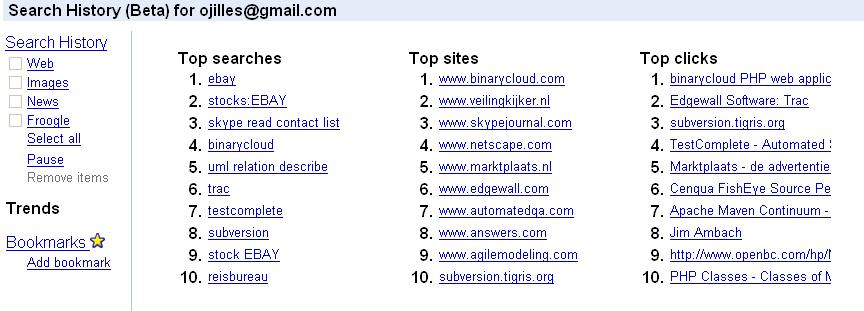 Search History (Beta) for ojilles@gmail.com
Search History
Web
Images
News
Froogle
Select all
Pause
Remove items
Trends
Bookmarks
Add bookmark
Top searches
1. ebay
2. stocks:EBAY
3. skype read contact list
4. binarycloud
5. uml relation describe
6. trac
7. testcomplete
8. subversion
9. stock EBAY
10. reisbureau
Top sites
1. www.binarycloud.com
2. www.veilingkijker.nl
3. www.skypejournal.com
4. www.netscape.com
5. www.marktplaats.nl
6. www.edgewall.com
7. www.automatedqa.com
8. www.answers.com
9. www.agilemodeling.com
10. subversion.tigris.org
Top clicks
1. binarycloud PHP web applic
2. Edgewall Software: Trac
3. subversion.tigris.org
4. TestComplete - Automated
5. Marktplaats - de advertentie
6. Cenqua FishEye Source Pe
7. Apache Maven Continuum -
8. Jim Ambach
9. http://www.openbc.com/hp/
10. PHP Classes - Classes of